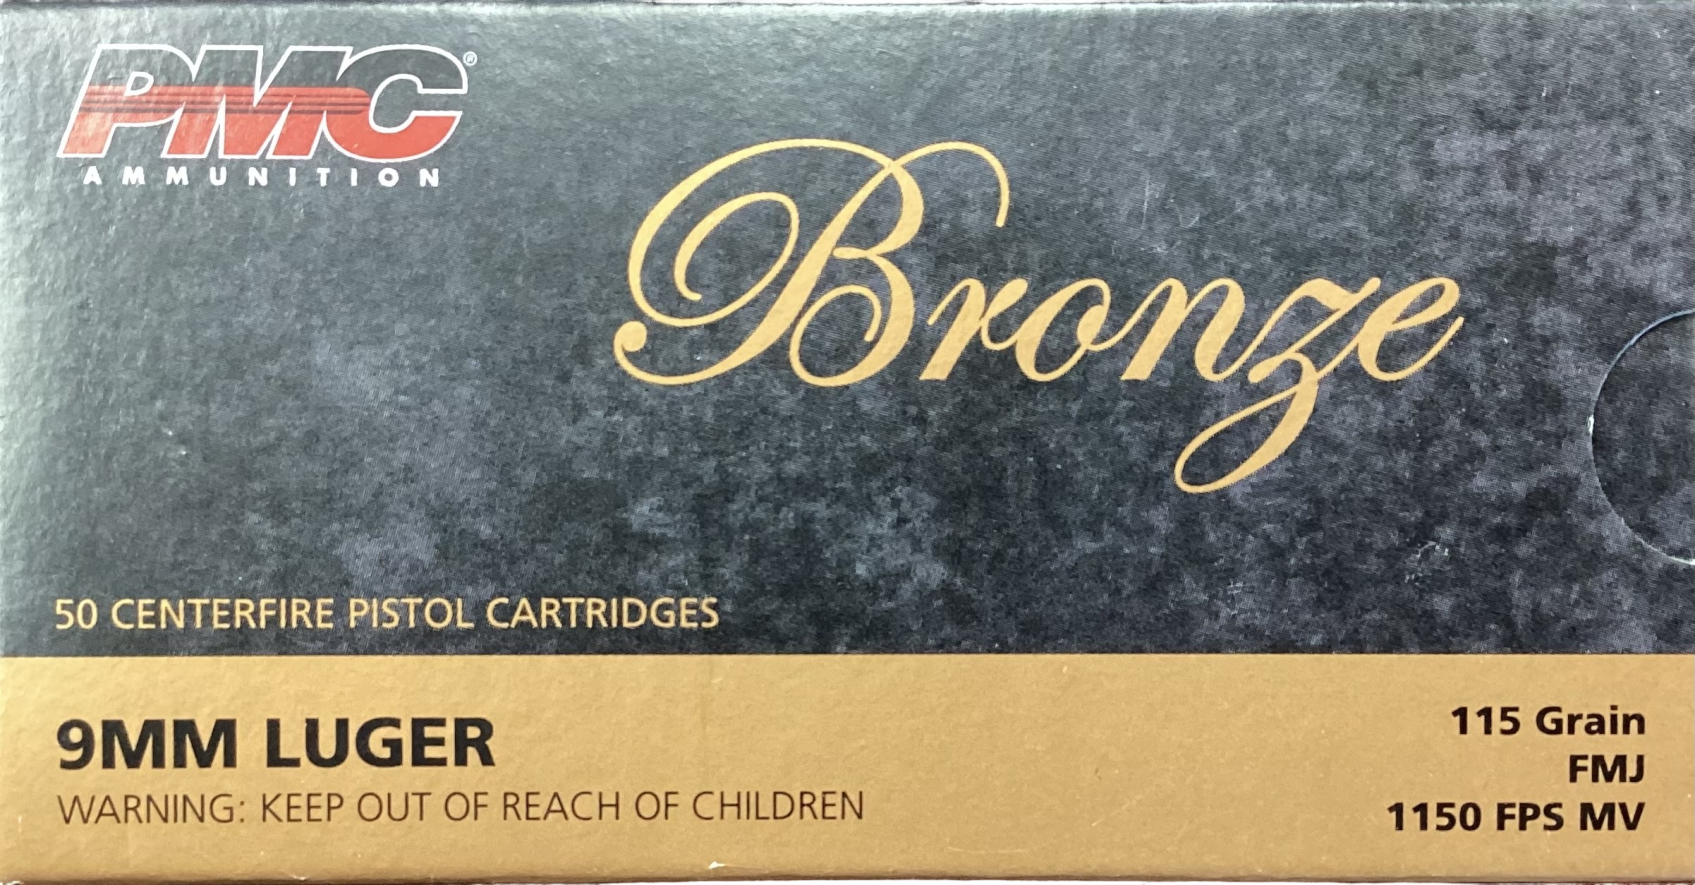 PMC®
AMMUNITION
Bronze
50 CENTERFIRE PISTOL CARTRIDGES
9MM LUGER
WARNING: KEEP OUT OF REACH OF CHILDREN
115 Grain
FMJ
1150 FPS MV